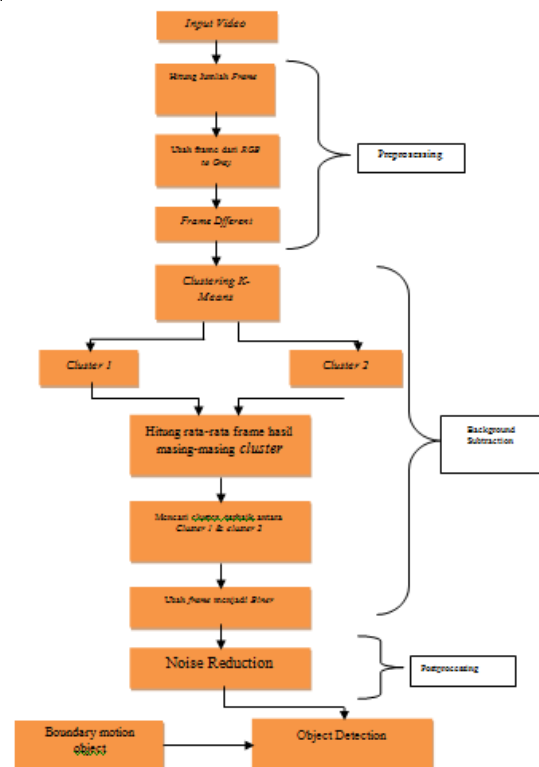 Input Video
Hitung Jumlah Frame
Ubah frame dari RGB
to Gray
Preprocessing
Frame Dfferent
Clustering K-
Means
Cluster 1
Cluster 2
Hitung rata-rata frame hasil
masing-masing cluster
Background
Subtraction
Mencari cluster terbaik antara
Cluster 1 & cluster 2
Ubah frame menjadi Biner
Noise Reduction
Postprocessing
Boundary motion
object
Object Detection